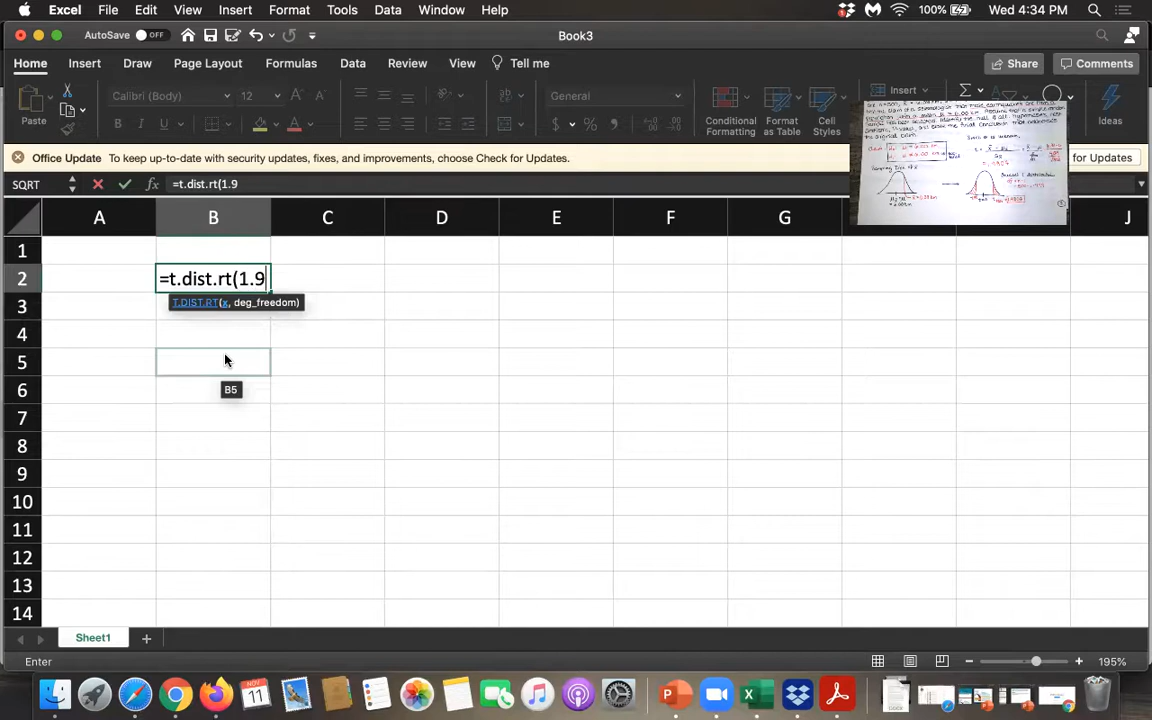 Excel File Edit View Insert Format Tools Data Window Help 100% Wed 4:34 PM
AutoSave OFF Book3
Home Insert Draw Page Layout Formulas Data Review View Tell me Share Comments
Paste Calibri (Body) 12 General Conditional Formatting Format as Table Cell Styles Insert Ideas
Office Update To keep up-to-date with security updates, fixes, and improvements, choose Check for Updates. for Updates
SQRT fx =t.dist.rt(1.9
A B C D E F G J
1
2 =t.dist.rt(1.9
T.DIST.RT(x, deg_freedom)
3
4
5
B5
6
7
8
9
10
11
12
13
14
Sheet1
Enter 195%
NOV
11